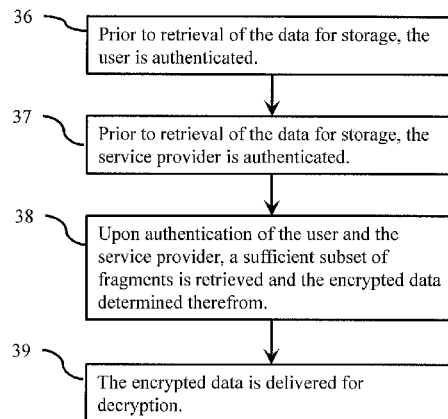 36
Prior to retrieval of the data for storage, the
user is authenticated.
37
Prior to retrieval of the data for storage, the
service provider is authenticated.
38
Upon authentication of the user and the
service provider, a sufficient subset of
fragments is retrieved and the encrypted data
determined therefrom.
39
The encrypted data is delivered for
decryption.